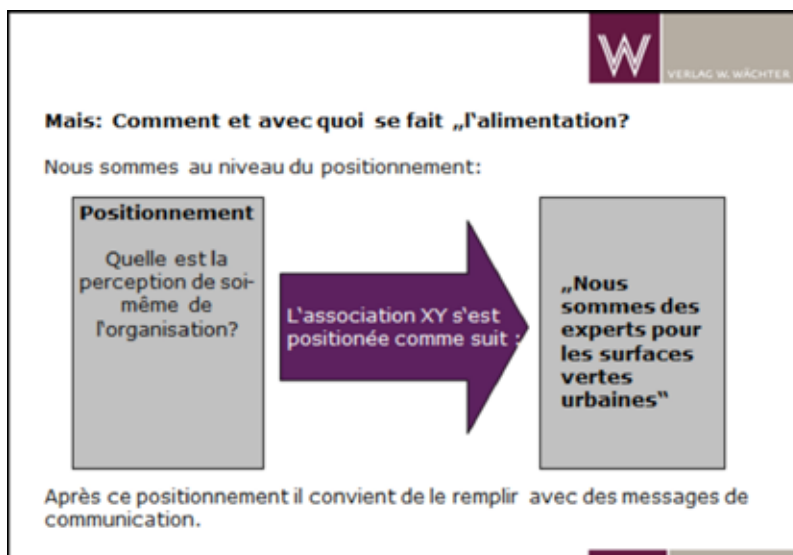 W
VERLAG W. WÄCHTER
Mais: Comment et avec quoi se fait „l‘alimentation?
Nous sommes au niveau du positionnement:
Positionnement
Quelle est la
perception de soi-
même de
l‘organisation?
L‘association XY s‘est
positionée comme suit :
„Nous
sommes des
experts pour
les surfaces
vertes
urbaines“
Après ce positionnement il convient de le remplir avec des messages de
communication.